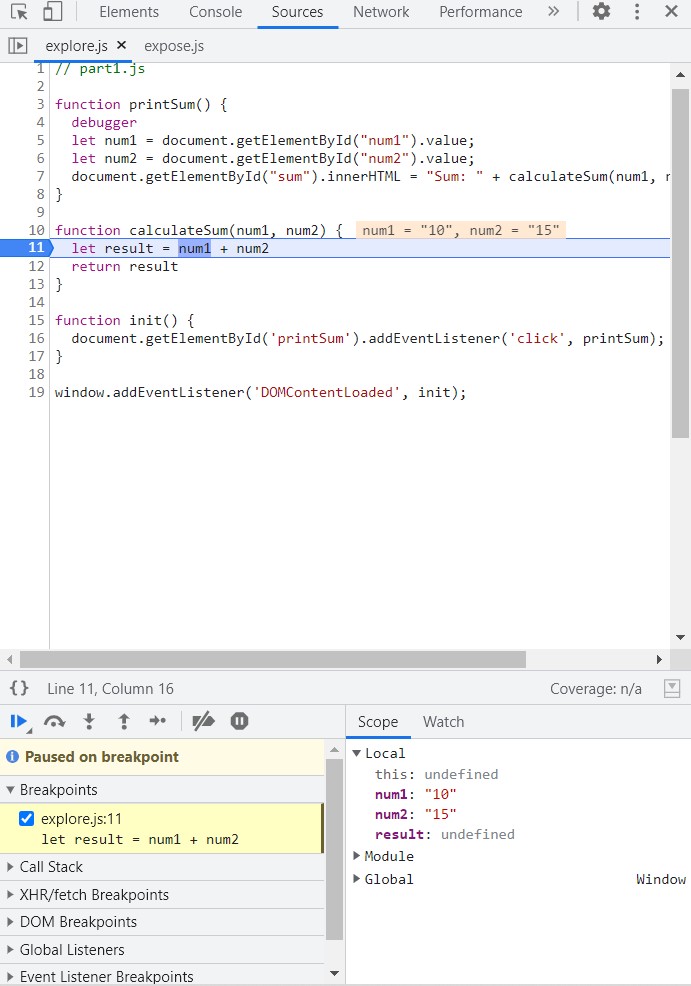 Elements Console Sources Network Performance »
explore.js × expose.js
1 // part1.js
2
3 function printSum() {
4 debugger
5 let num1 = document.getElementById("num1").value;
6 let num2 = document.getElementById("num2").value;
7 document.getElementById("sum").innerHTML = "Sum: " + calculateSum(num1, n
8 }
9
10 function calculateSum(num1, num2) { num1 = "10", num2 = "15"
11 let result = num1 + num2
12 return result
13 }
14
15 function init() {
16 document.getElementById('printSum').addEventListener('click', printSum);
17 }
18
19 window.addEventListener('DOMContentLoaded', init);
{} Line 11, Column 16 Coverage: n/a
Scope Watch
Paused on breakpoint
Breakpoints
explore.js:11
let result = num1 + num2
Call Stack
XHR/fetch Breakpoints
DOM Breakpoints
Global Listeners
Event Listener Breakpoints
Local
this: undefined
num1: "10"
num2: "15"
result: undefined
Module
Global Window